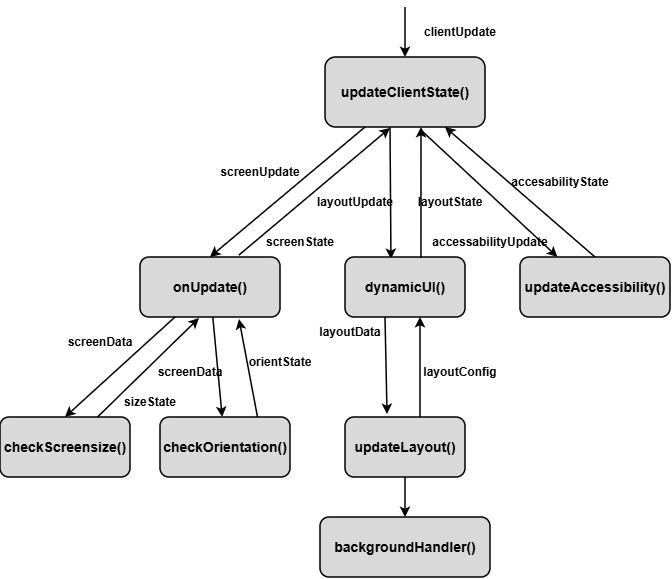 clientUpdate
updateClientState()
screenUpdate
accesabilityState
layoutUpdate
layoutState
screenState
accessabilityUpdate
onUpdate()
dynamicUI()
updateAccessibility()
layoutData
screenData
orientState
screenData
layoutConfig
sizeState
checkScreensize()
checkOrientation()
updateLayout()
backgroundHandler()